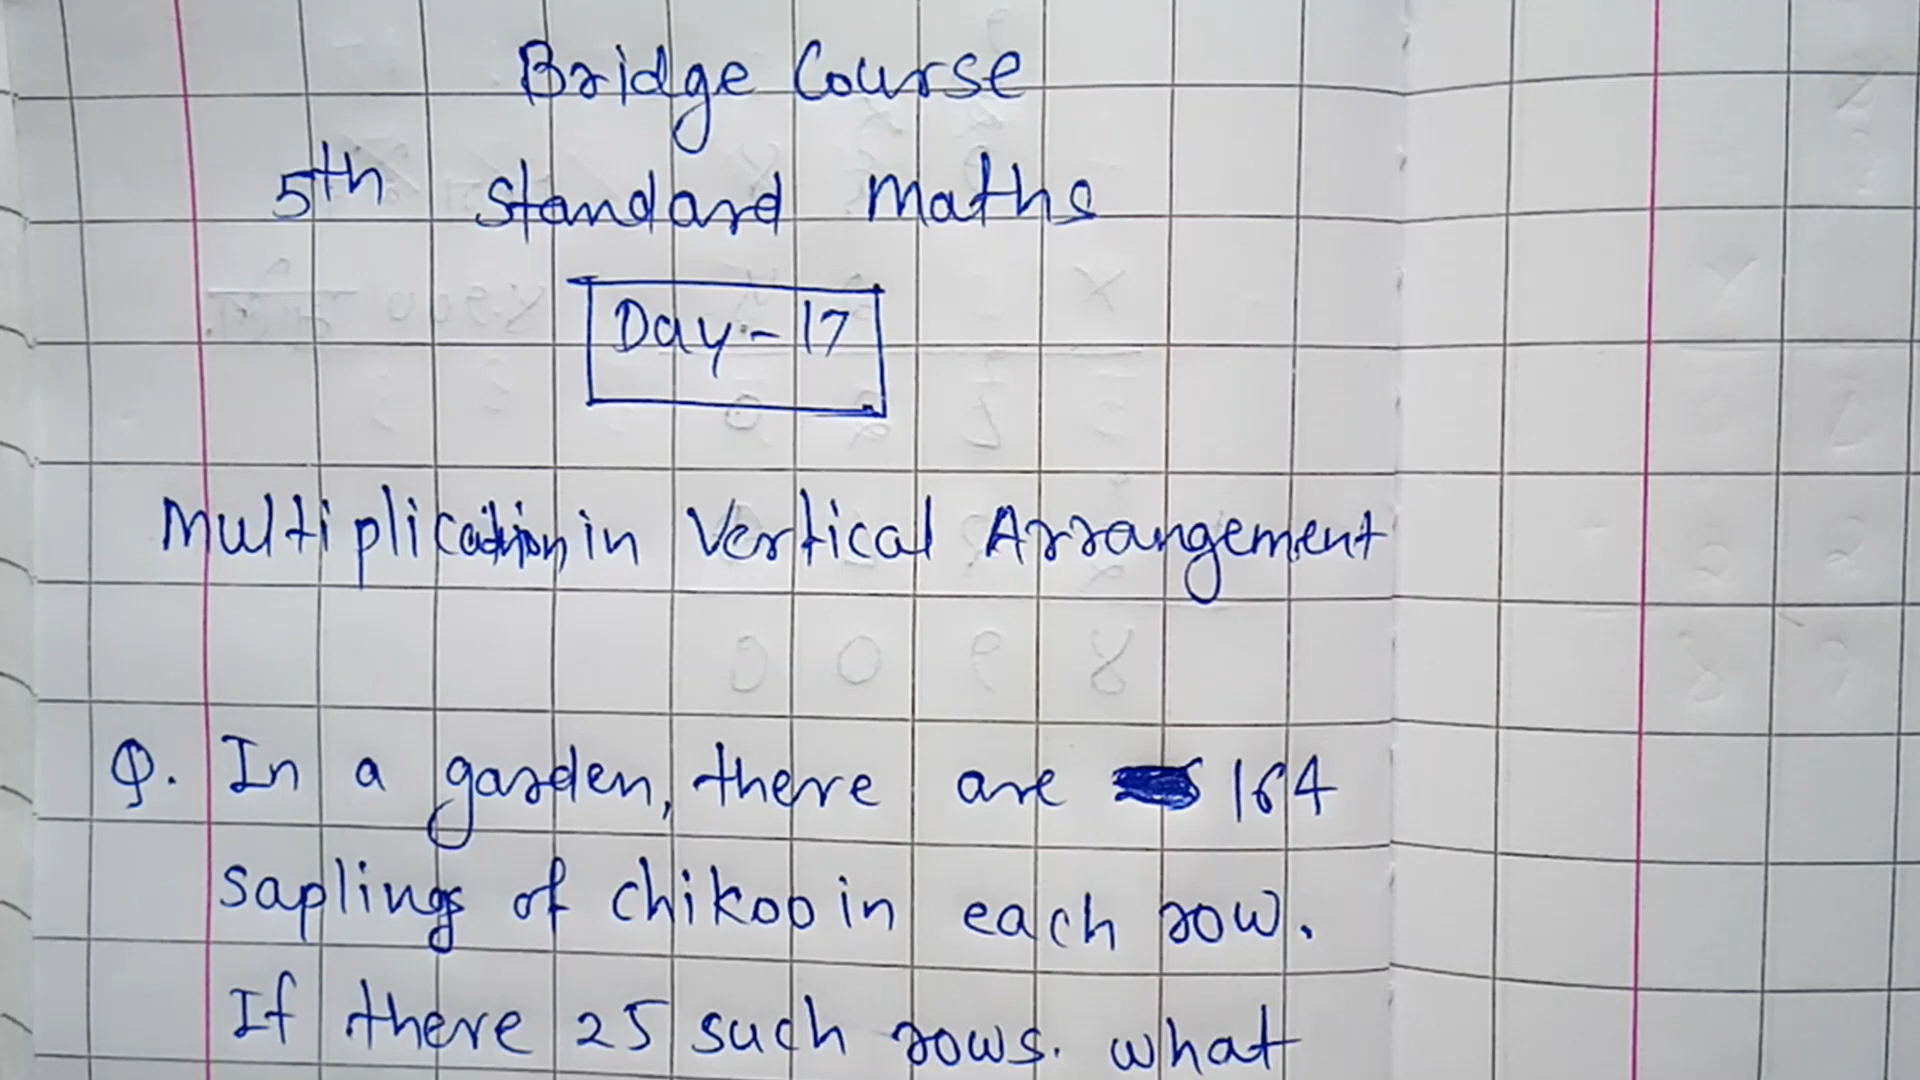 Bridge Course
5th Standard Maths
Day - 17
Multiplication in Vertical Arrangement
Q. In a garden, there are 164
saplings of chikoo in each row.
If there 25 such rows. what